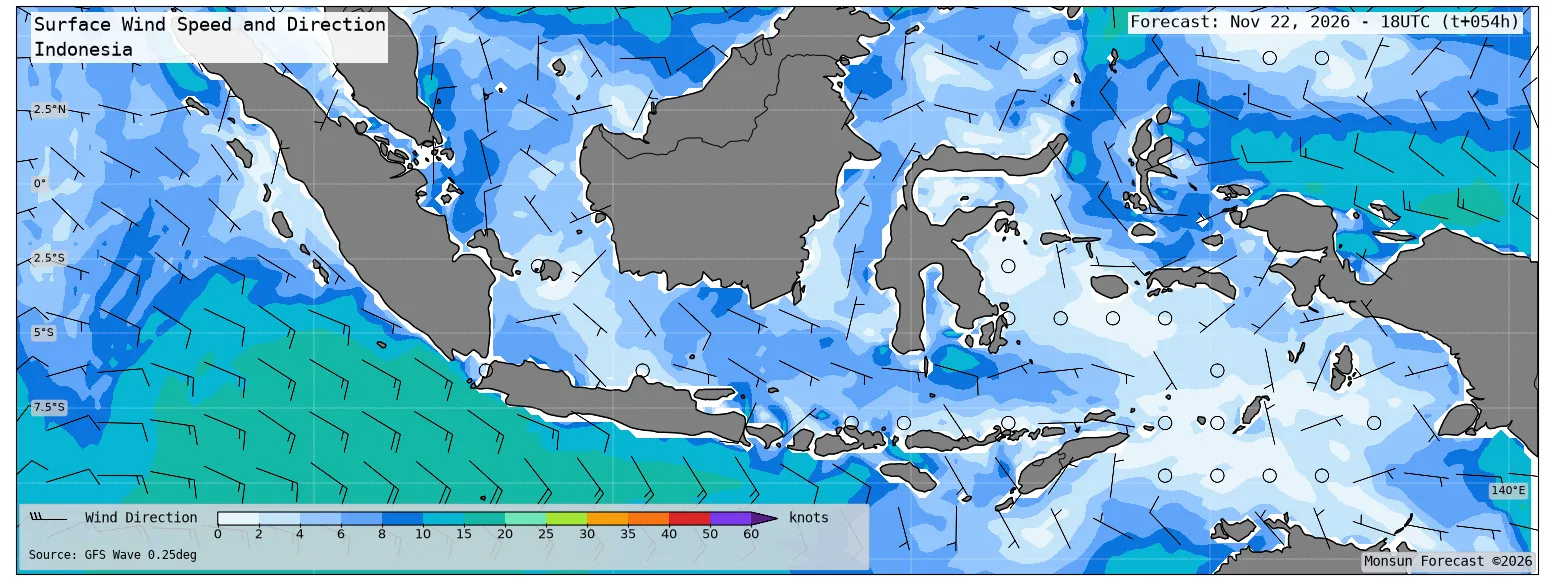 Surface Wind Speed and Direction
Indonesia
Forecast: Nov 22, 2026 - 18UTC (t+054h)
2.5°N
0°
2.5°S
5°S
7.5°S
140°E
Wind Direction
knots
0 2 4 6 8 10 15 20 25 30 35 40 50 60
Source: GFS Wave 0.25deg
Monsun Forecast ©2026